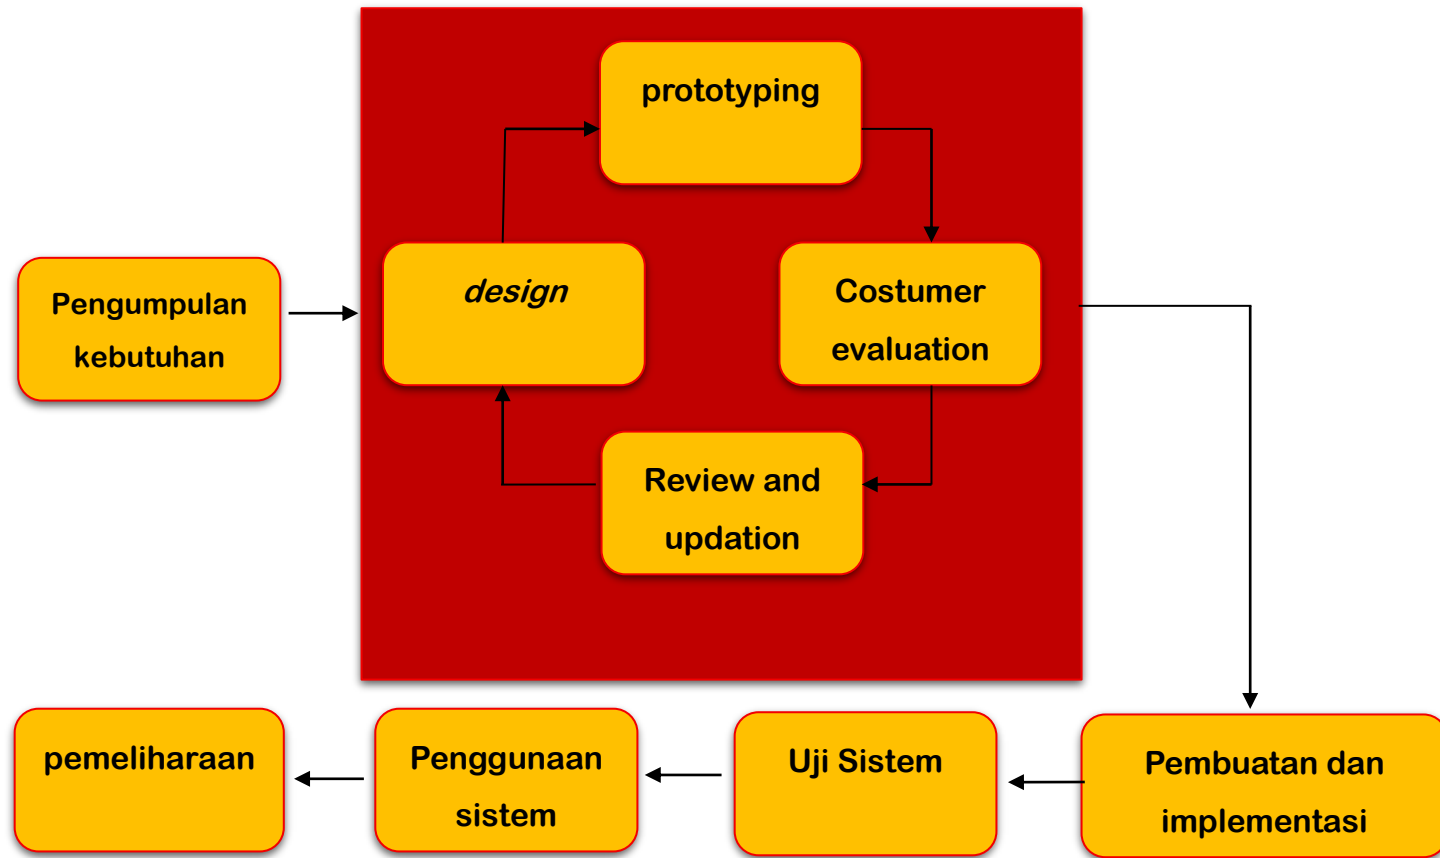 prototyping
design
Costumer
evaluation
Review and
updation
Pengumpulan
kebutuhan
pemeliharaan
Penggunaan
sistem
Uji Sistem
Pembuatan dan
implementasi